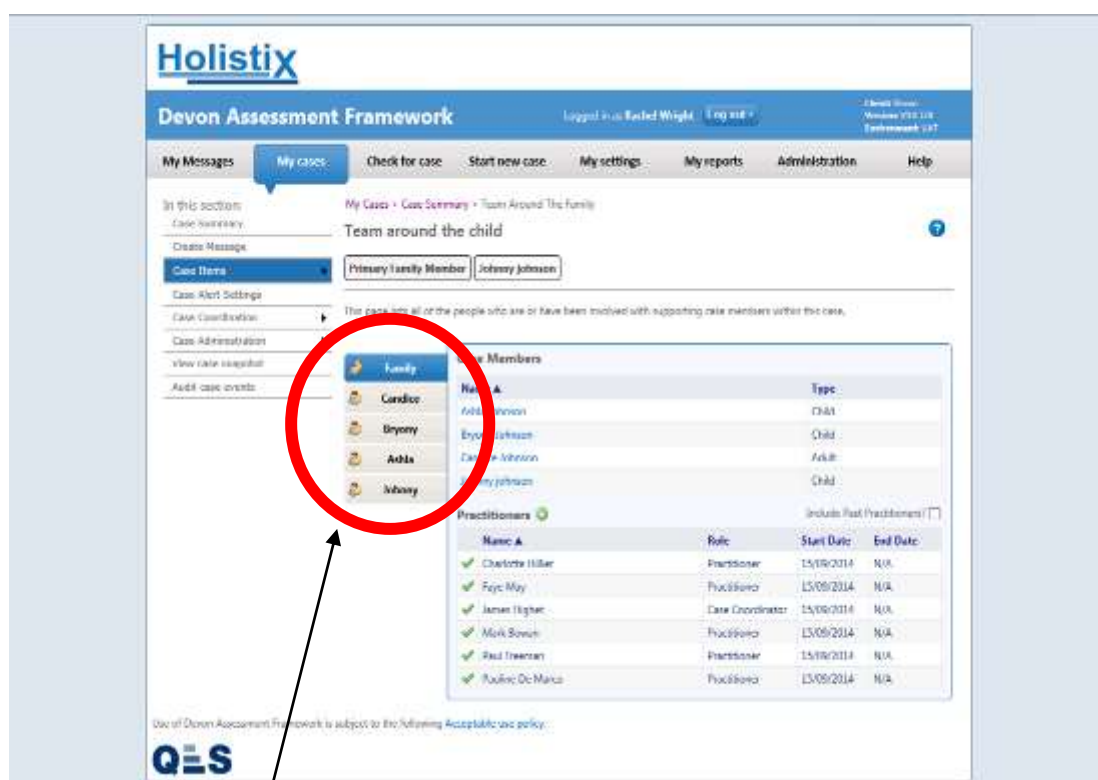 Holistix
Devon Assessment Framework Logged in as Rachel Wright Log out
My Messages My cases Check for case Start new case My settings My reports Administration Help
In this section:
Case Summary
Create Message
Case Items
Case Alert Settings
Case Coordination
Case Administration
View case snapshot
Audit case events
My Cases Case Summary Team Around The Family
Team around the child
Primary Family Member Johnny Johnson
This page lists all of the people who are or have been involved with supporting case members within this case.
Family
Candice
Bryony
Ashla
Johnny
Case Members
Name ▲ Type
Johnson Child
Johnson Child
Johnson Adult
Johnson Child
Practitioners Include Past Practitioners?
Name ▲ Role Start Date End Date
Charlotte Hillier Practitioner 15/09/2014 N/A
Faye May Practitioner 15/09/2014 N/A
James Higher Case Coordinator 15/09/2014 N/A
Mark Bowen Practitioner 15/09/2014 N/A
Paul Freeman Practitioner 15/09/2014 N/A
Pauline De Marco Practitioner 15/09/2014 N/A
Use of Devon Assessment Framework is subject to the following Acceptable use policy.
QES